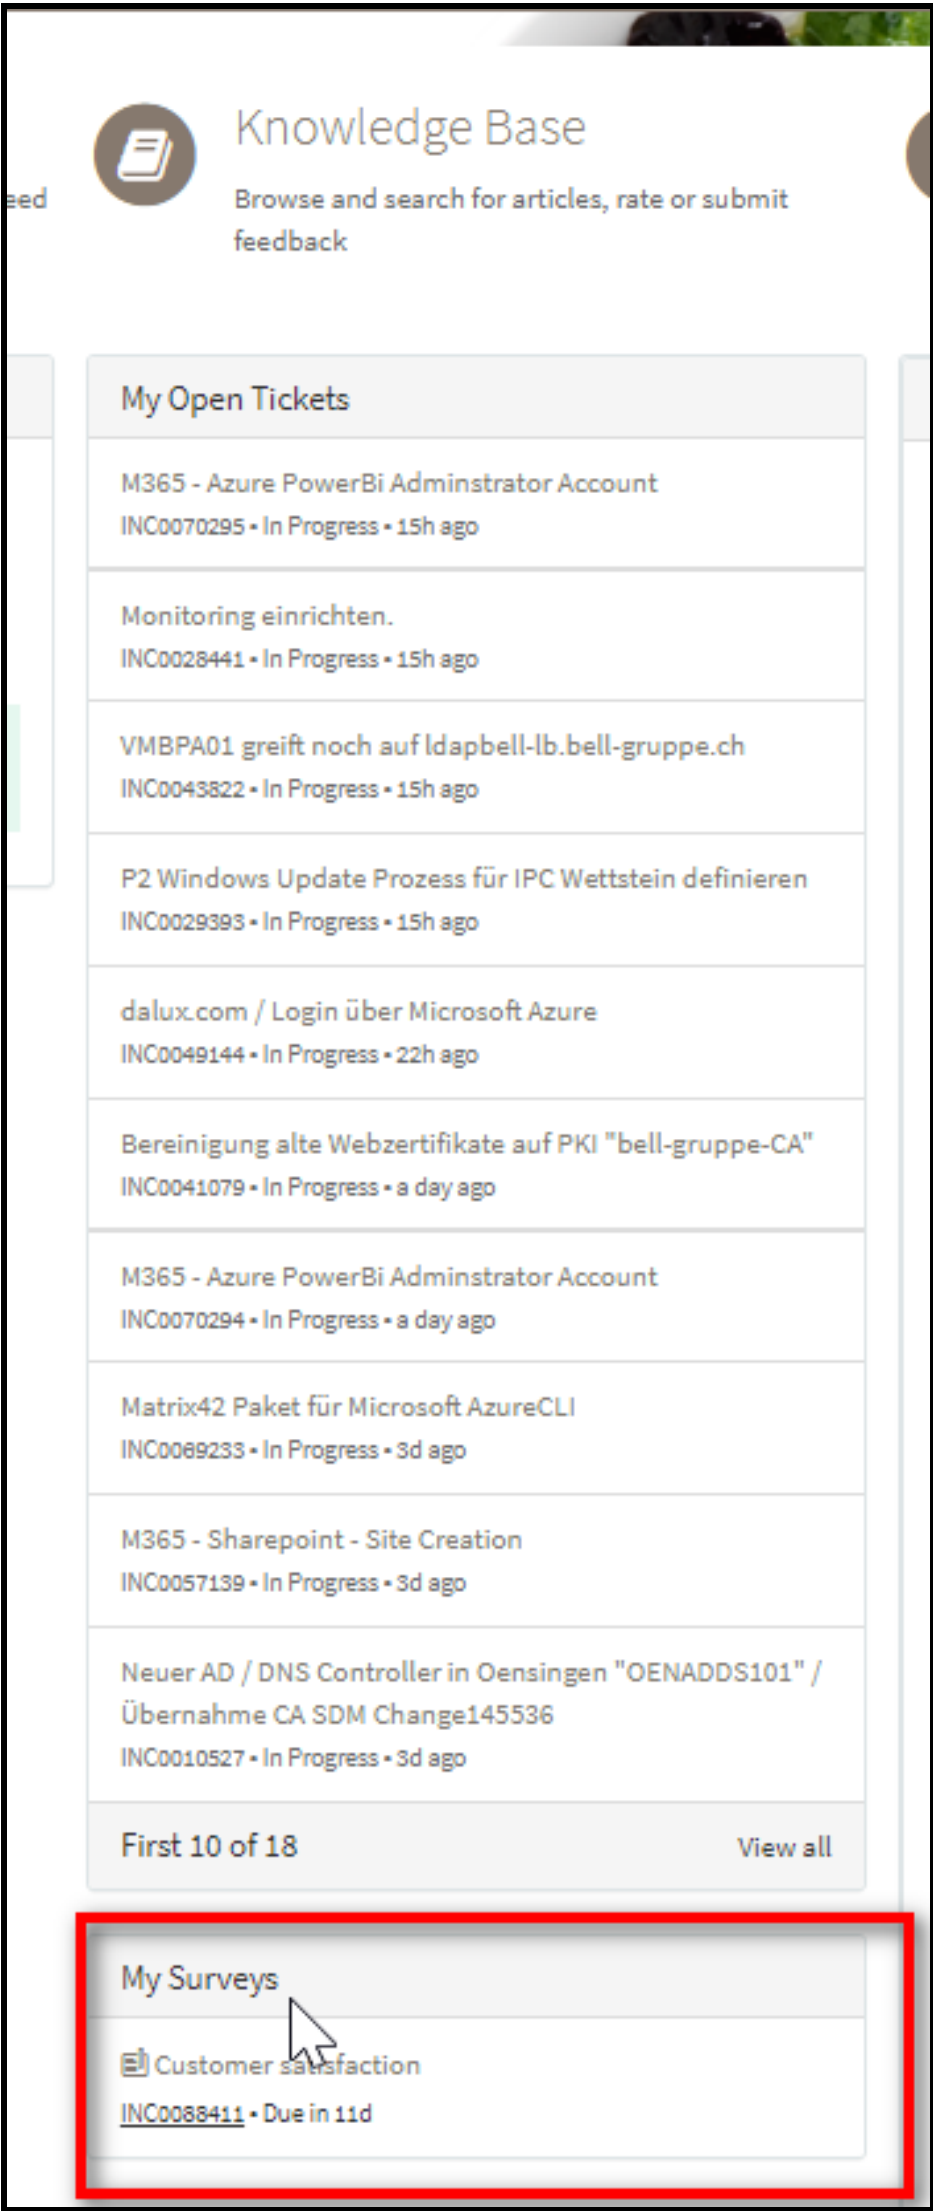 Knowledge Base
eed
Browse and search for articles, rate or submit
feedback
My Open Tickets
M365 - Azure PowerBi Adminstrator Account
INC0070295 • In Progress • 15h ago
Monitoring einrichten.
INC0028441 • In Progress • 15h ago
VMBPA01 greift noch auf ldapbell-lb.bell-gruppe.ch
INC0043822 • In Progress • 15h ago
P2 Windows Update Prozess für IPC Wettstein definieren
INC0029393 • In Progress • 15h ago
dalux.com / Login über Microsoft Azure
INC0049144 • In Progress • 22h ago
Bereinigung alte Webzertifikate auf PKI "bell-gruppe-CA"
INC0041079 • In Progress • a day ago
M365 - Azure PowerBi Adminstrator Account
INC0070294 • In Progress • a day ago
Matrix42 Paket für Microsoft AzureCLI
INC0069233 • In Progress • 3d ago
M365 - Sharepoint - Site Creation
INC0057139 • In Progress • 3d ago
Neuer AD / DNS Controller in Oensingen "OENADDS101" /
Übernahme CA SDM Change145536
INC0010527 • In Progress • 3d ago
First 10 of 18 View all
My Surveys
Customer satisfaction
INC0088411 • Due in 11d